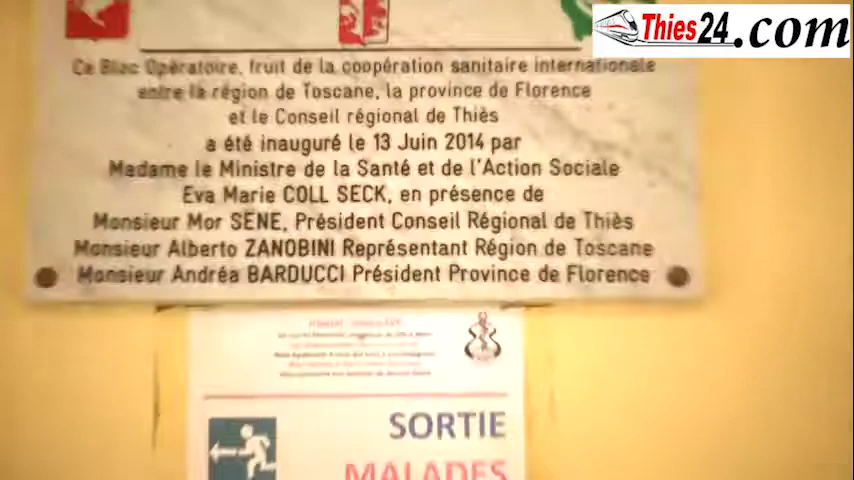 Thies24.com
Ce Bloc Opératoire, fruit de la coopération sanitaire internationale
entre la région de Toscane, la province de Florence
et le Conseil régional de Thiès
a été inauguré le 13 Juin 2014 par
Madame le Ministre de la Santé et de l'Action Sociale
Eva Marie COLL SECK, en présence de
Monsieur Mor SENE, Président Conseil Régional de Thiès
Monsieur Alberto ZANOBINI Représentant Région de Toscane
Monsieur Andréa BARDUCCI Président Province de Florence
SORTIE
MALADES